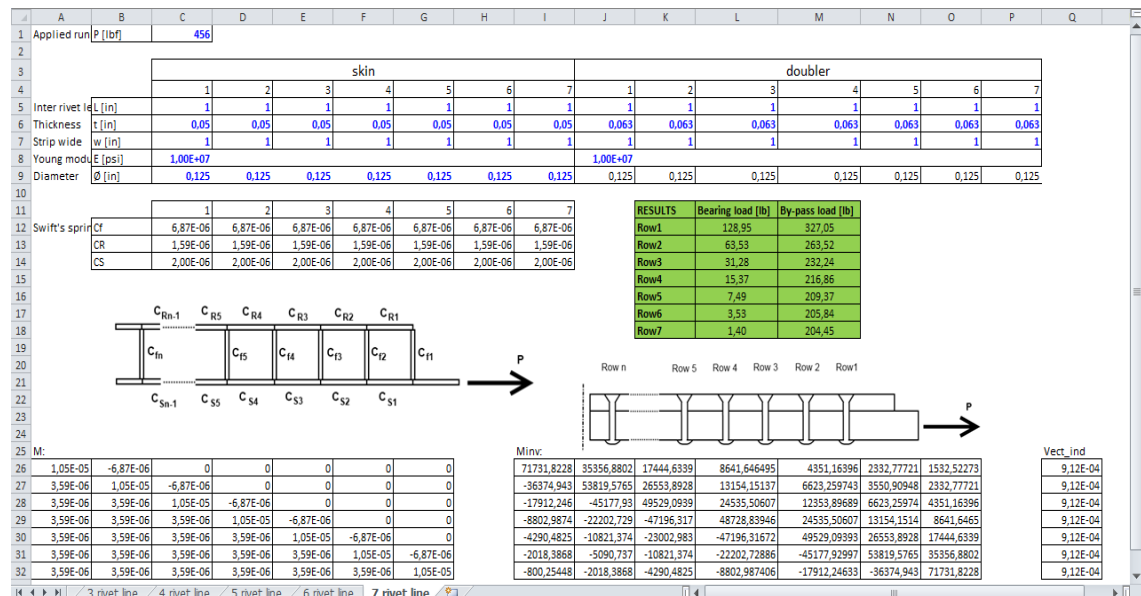 A B C D E F G H I J K L M N O P Q
1 Applied run P [lbf] 456
2
3 skin doubler
4 1 2 3 4 5 6 7 1 2 3 4 5 6 7
5 Inter rivet le L [in] 1 1 1 1 1 1 1 1 1 1 1 1 1 1
6 Thickness t [in] 0,05 0,05 0,05 0,05 0,05 0,05 0,05 0,063 0,063 0,063 0,063 0,063 0,063 0,063
7 Strip wide w [in] 1 1 1 1 1 1 1 1 1 1 1 1 1 1
8 Young modu E [psi] 1,00E+07 1,00E+07
9 Diameter Ø [in] 0,125 0,125 0,125 0,125 0,125 0,125 0,125 0,125 0,125 0,125 0,125 0,125 0,125 0,125
10
11 1 2 3 4 5 6 7 RESULTS Bearing load [lb] By-pass load [lb]
12 Swift's sprin Cf 6,87E-06 6,87E-06 6,87E-06 6,87E-06 6,87E-06 6,87E-06 6,87E-06 Row1 128,95 327,05
13 CR 1,59E-06 1,59E-06 1,59E-06 1,59E-06 1,59E-06 1,59E-06 1,59E-06 Row2 63,53 263,52
14 CS 2,00E-06 2,00E-06 2,00E-06 2,00E-06 2,00E-06 2,00E-06 2,00E-06 Row3 31,28 232,24
15 Row4 15,37 216,86
16 Row5 7,49 209,37
17 Row6 3,53 205,84
18 Row7 1,40 204,45
19
20
21
22
23
24
CRn-1 CR5 CR4 CR3 CR2 CR1
Cfn Cf5 Cf4 Cf3 Cf2 Cf1
P
CSn-1 CS5 CS4 CS3 CS2 CS1
Row n Row 5 Row 4 Row 3 Row 2 Row1
P
25 M: Minv: Vect_ind
26 1,05E-05 -6,87E-06 0 0 0 0 0 71731,8228 35356,8802 17444,6339 8641,646495 4351,16396 2332,77721 1532,52273 9,12E-04
27 3,59E-06 1,05E-05 -6,87E-06 0 0 0 0 -36374,943 53819,5765 26553,8928 13154,15137 6623,259743 3550,90948 2332,77721 9,12E-04
28 3,59E-06 3,59E-06 1,05E-05 -6,87E-06 0 0 0 -17912,246 -45177,93 49529,0939 24535,50607 12353,89689 6623,25974 4351,16396 9,12E-04
29 3,59E-06 3,59E-06 3,59E-06 1,05E-05 -6,87E-06 0 0 -8802,9874 -22202,729 -47196,317 48728,83946 24535,50607 13154,1514 8641,6465 9,12E-04
30 3,59E-06 3,59E-06 3,59E-06 3,59E-06 1,05E-05 -6,87E-06 0 -4290,4825 -10821,374 -23002,983 -47196,31672 49529,09393 26553,8928 17444,6339 9,12E-04
31 3,59E-06 3,59E-06 3,59E-06 3,59E-06 3,59E-06 1,05E-05 -6,87E-06 -2018,3868 -5090,737 -10821,374 -22202,72886 -45177,92997 53819,5765 35356,8802 9,12E-04
32 3,59E-06 3,59E-06 3,59E-06 3,59E-06 3,59E-06 3,59E-06 1,05E-05 -800,25448 -2018,3868 -4290,4825 -8802,987406 -17912,24633 -36374,943 71731,8228 9,12E-04
3 rivet line 4 rivet line 5 rivet line 6 rivet line 7 rivet line